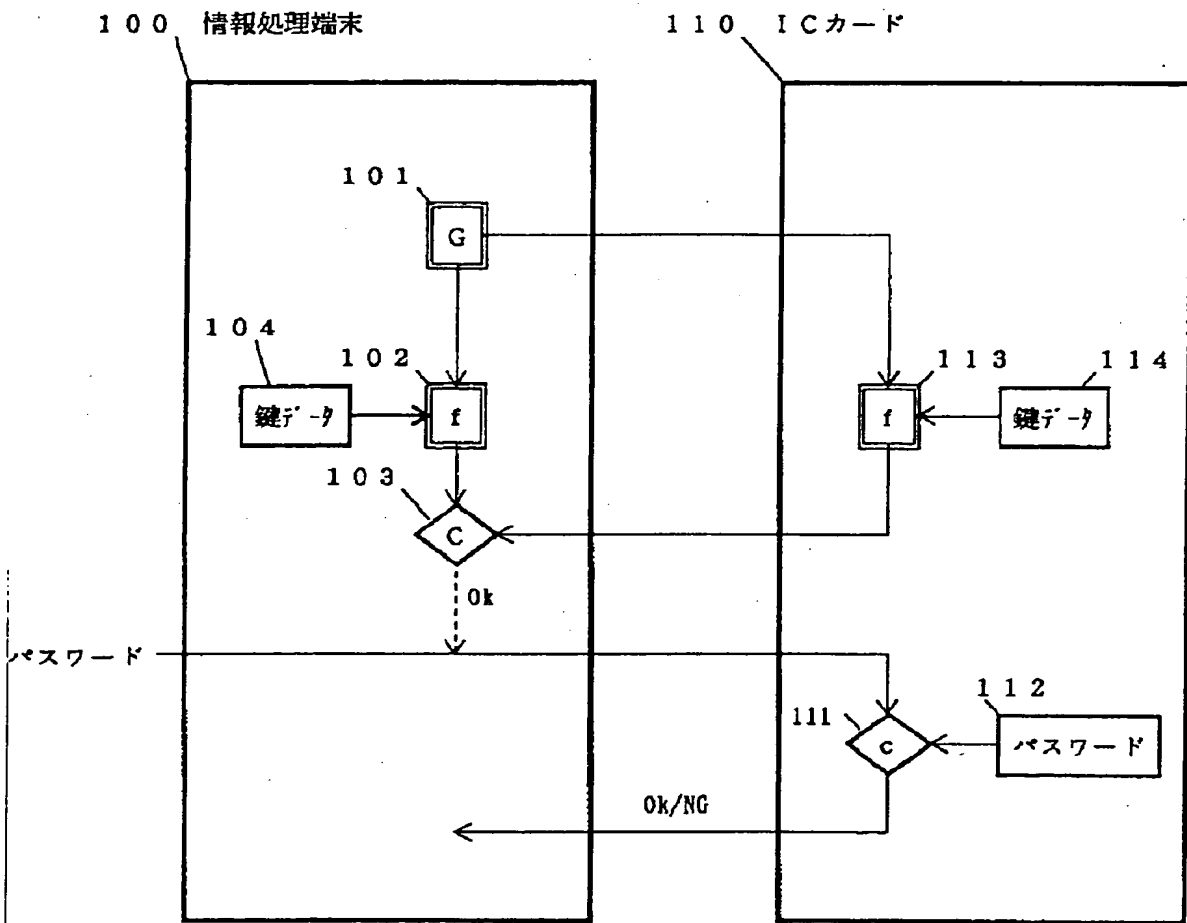 100 情報処理端末
110 ICカード
101
G
104
102
113
114
鍵データ
f
f
鍵データ
103
C
Ok
パスワード
112
111
c
パスワード
Ok/NG